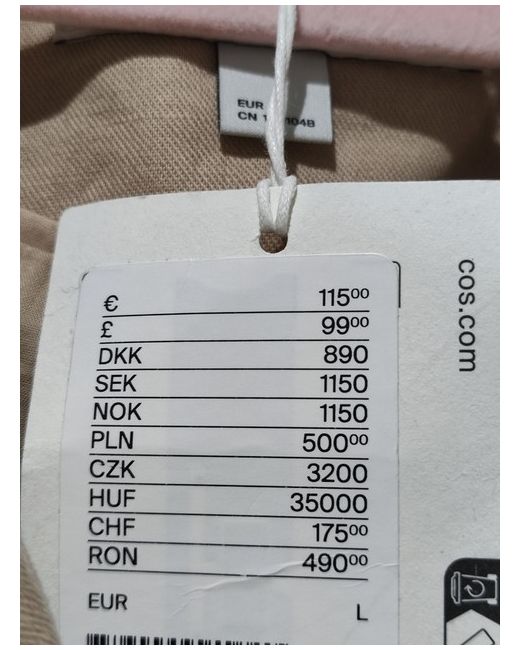 EUR
CN
cos.com
€ 115⁰⁰
£ 99⁰⁰
DKK 890
SEK 1150
NOK 1150
PLN 500⁰⁰
CZK 3200
HUF 35000
CHF 175⁰⁰
RON 490⁰⁰
EUR L